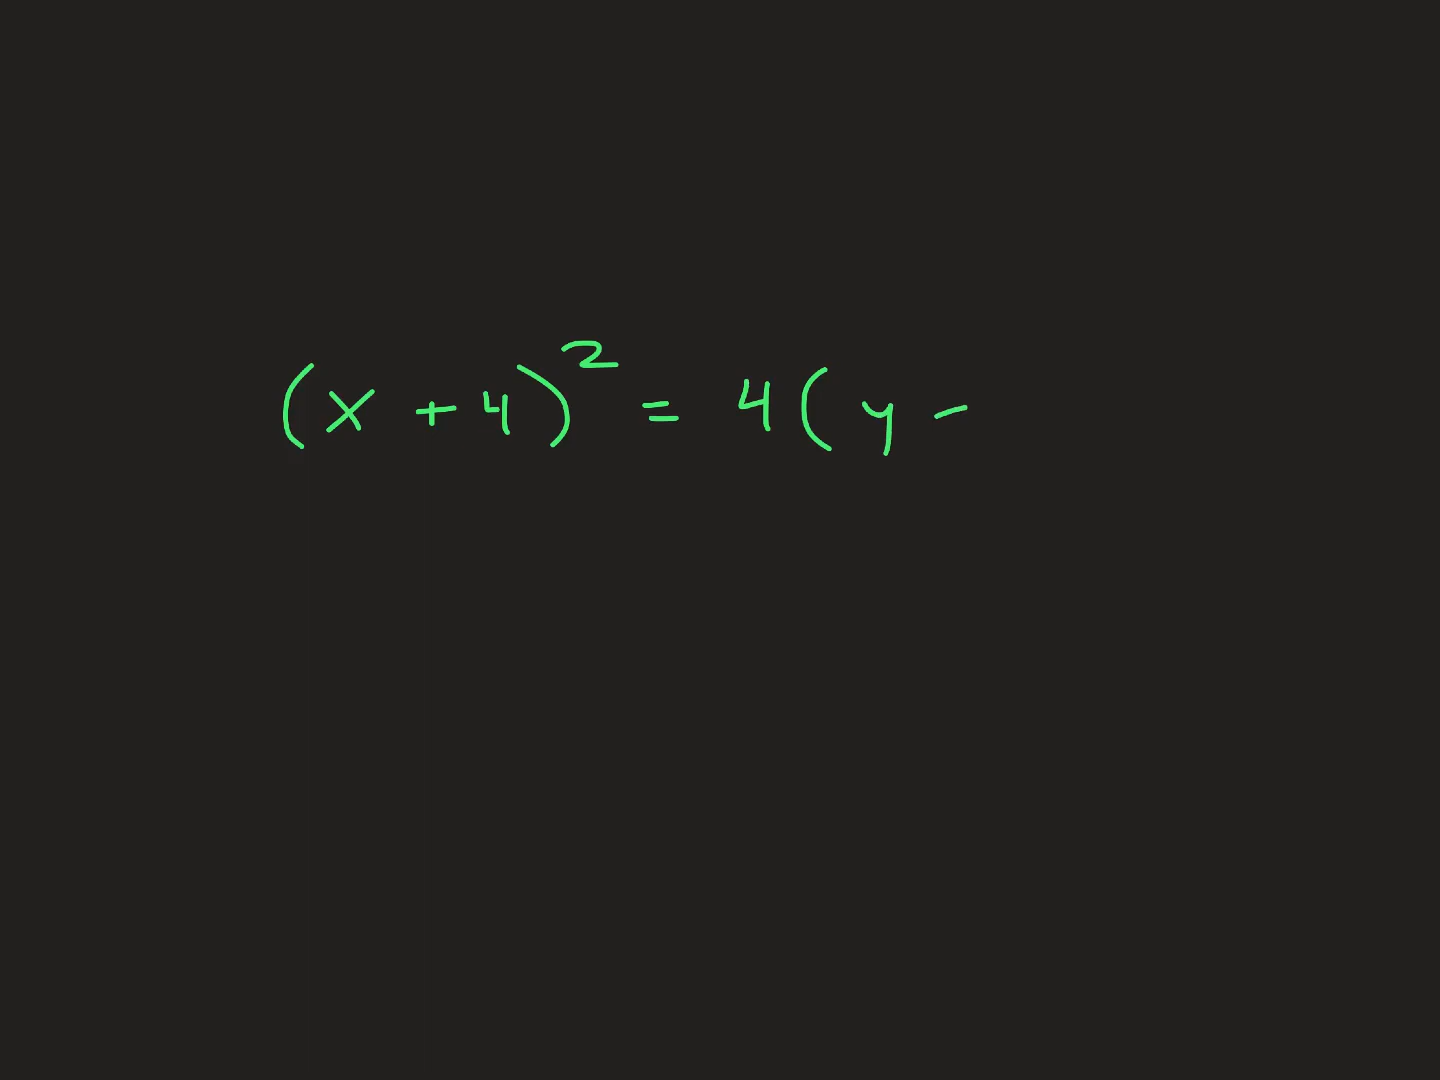 (x + 4)² = 4(y -